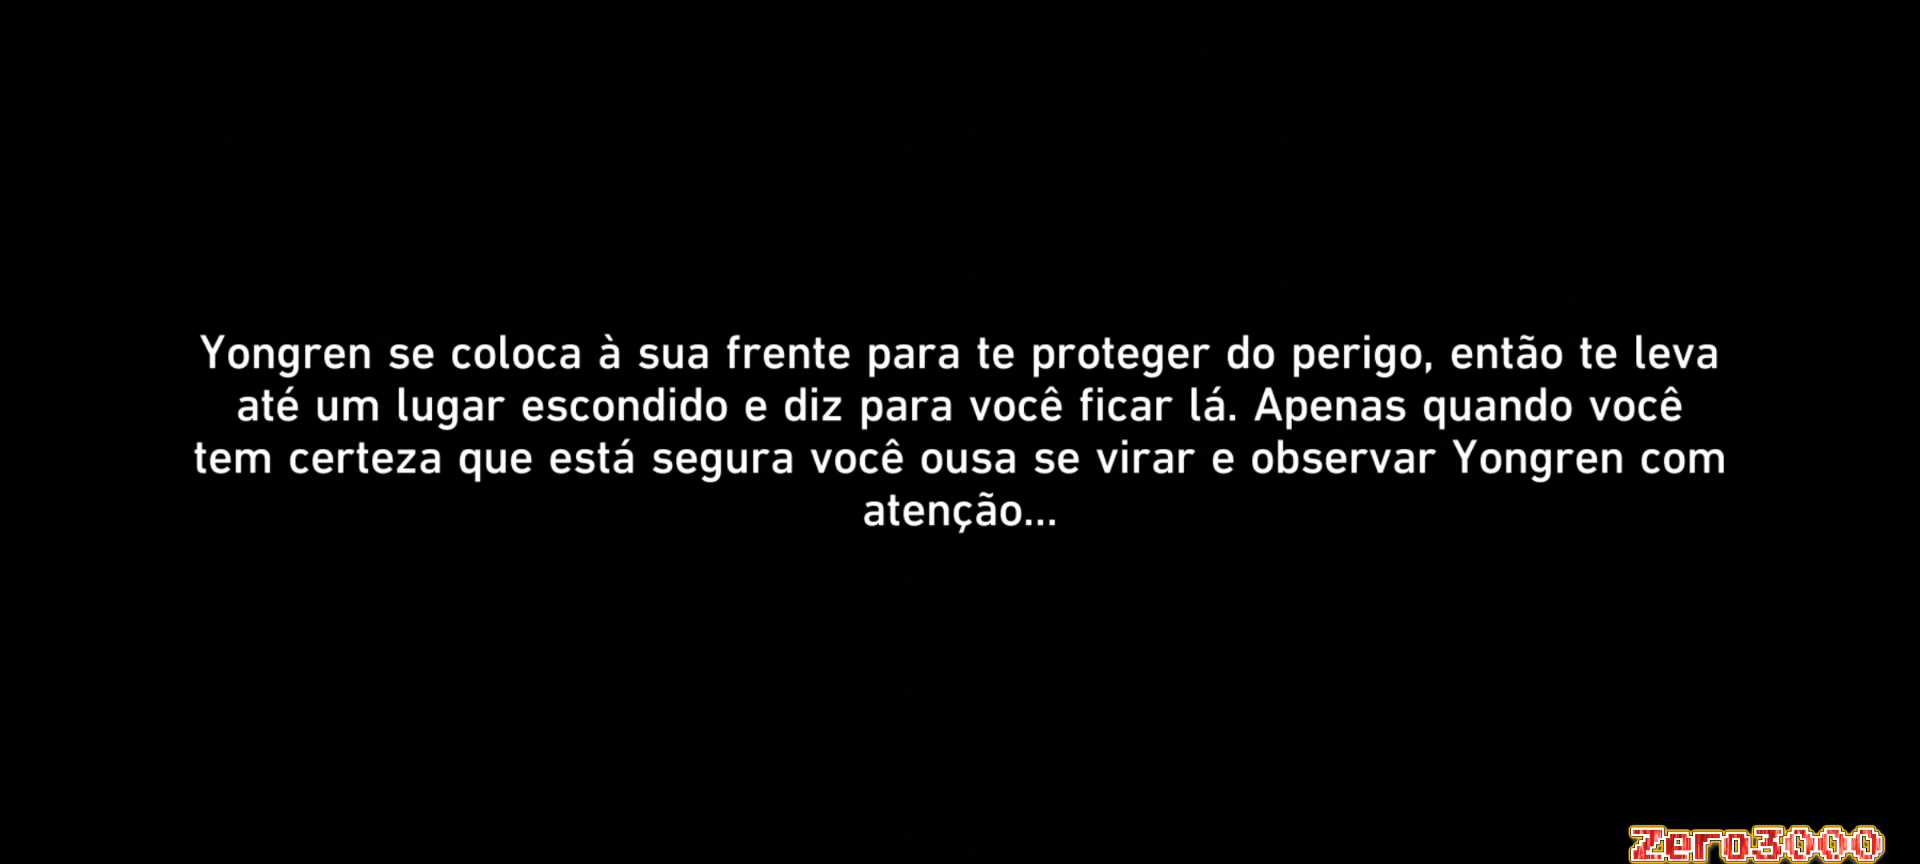 Yongren se coloca à sua frente para te proteger do perigo, então te leva
até um lugar escondido e diz para você ficar lá. Apenas quando você
tem certeza que está segura você ousa se virar e observar Yongren com
atenção...
Zero3000